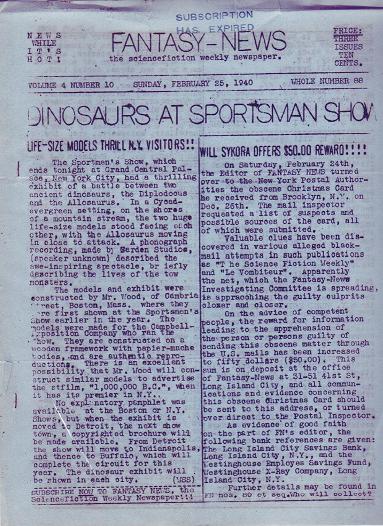 SUBSCRIPTION
HAS EXPIRED
NEWS
WHILE
IT'S
HOT!
FANTASY-NEWS
the sciencefiction weekly newspaper.
PRICE:
THREE
ISSUES
TEN
CENTS.
VOLUME 4 NUMBER 10 SUNDAY, FEBRUARY 25, 1940 WHOLE NUMBER 88
DINOSAURS AT SPORTSMAN SHOW
LIFE-SIZE MODELS THRILL N.Y. VISITORS!!
The Sportmen's Show, which
ends tonight at Grand Central Pal-
ace, New York City, had a thrilling
exhibit of a battle between two
ancient dinosaurs, the Diplodocus
and the Allosaurus. In a Cycad-
evergreen setting, on the shores
of a mountain stream, the two huge
life-size models stood facing each
other, with the Allosaurus moving
in close to attack. A phonograph
recording, made by Warden Studios,
(speaker unknown) described the
awe-inspiring spectacle, by briefly
describing the lives of the two
monsters.
The models and exhibit were
constructed by Mr. Wood, of Cambria
Street, Boston, Mass. where they
were first shown at the Sportsmen's
Show earlier in the year. The
models were made for the Campbell-
Exposition Company who ran the
Show. They are constructed on a
wooden framework with papier-mache
bodies, and are authentic repro-
ductions. There is an excellent
possibility that Mr. Wood will con-
struct similar models to advertise
the stflim, "1,000,000 B.C.", when it
has its premier in N.Y.
No explanatory pamphlet was
available at the Boston or N.Y.
Shows, but when the exhibit is
moved to Detroit, the next show
town, a copyrighted brochure will
be made available. From Detroit
the show will move to Indianapolis,
and thence to Buffalo, which will
complete the circuit for this
year. The dinosaur exhibit will
be shown in each city.
SUBSCRIBE NOW TO FANTASY NEWS, the
Sciencefiction Weekly Newspaper!!!
WILL SYKORA OFFERS $50.00 REWARD!!!!
On Saturday, February 24th,
the Editor of FANTASY NEWS turned
over to the New York Postal Author-
ities the obscene Christmas Card
he received from Brooklyn, N.Y. on
Dec. 26th. The mail inspector
requested a list of suspects and
possible sources of the card, all
of which were submitted.
Valuable clues have been dis-
covered in various alleged black-
mail attempts in such publications
as "The Science Fiction Weekly"
and "Le Vombiteur". Apparently
the net, which the Fantasy-News
Investigating Committee is spreading,
is approaching the guilty culprits
closer and closer.
On the advice of competent
people, the reward for information
leading to the apprehension of
the person or persons guilty of
sending this obscene matter through
the U.S. mails has been increased
to fifty dollars ($50.00). This
sum is on deposit at the office
of Fantasy-News at 31-51 41st St.,
Long Island City, and all commu-
nications and evidence concerning
this obscene Christmas Card should
be sent to this address, or turned
over direct to the Postal Inspector.
As evidence of good faith
on the part of FN's editor, the
following bank references are given:
The Long Island City Savings Bank,
Long Island City, N.Y., and the
Westinghouse Employes Savings Fund,
Westinghouse X-Ray Company, Long
Island City, N.Y.
Further details may be found in
Who will collect?